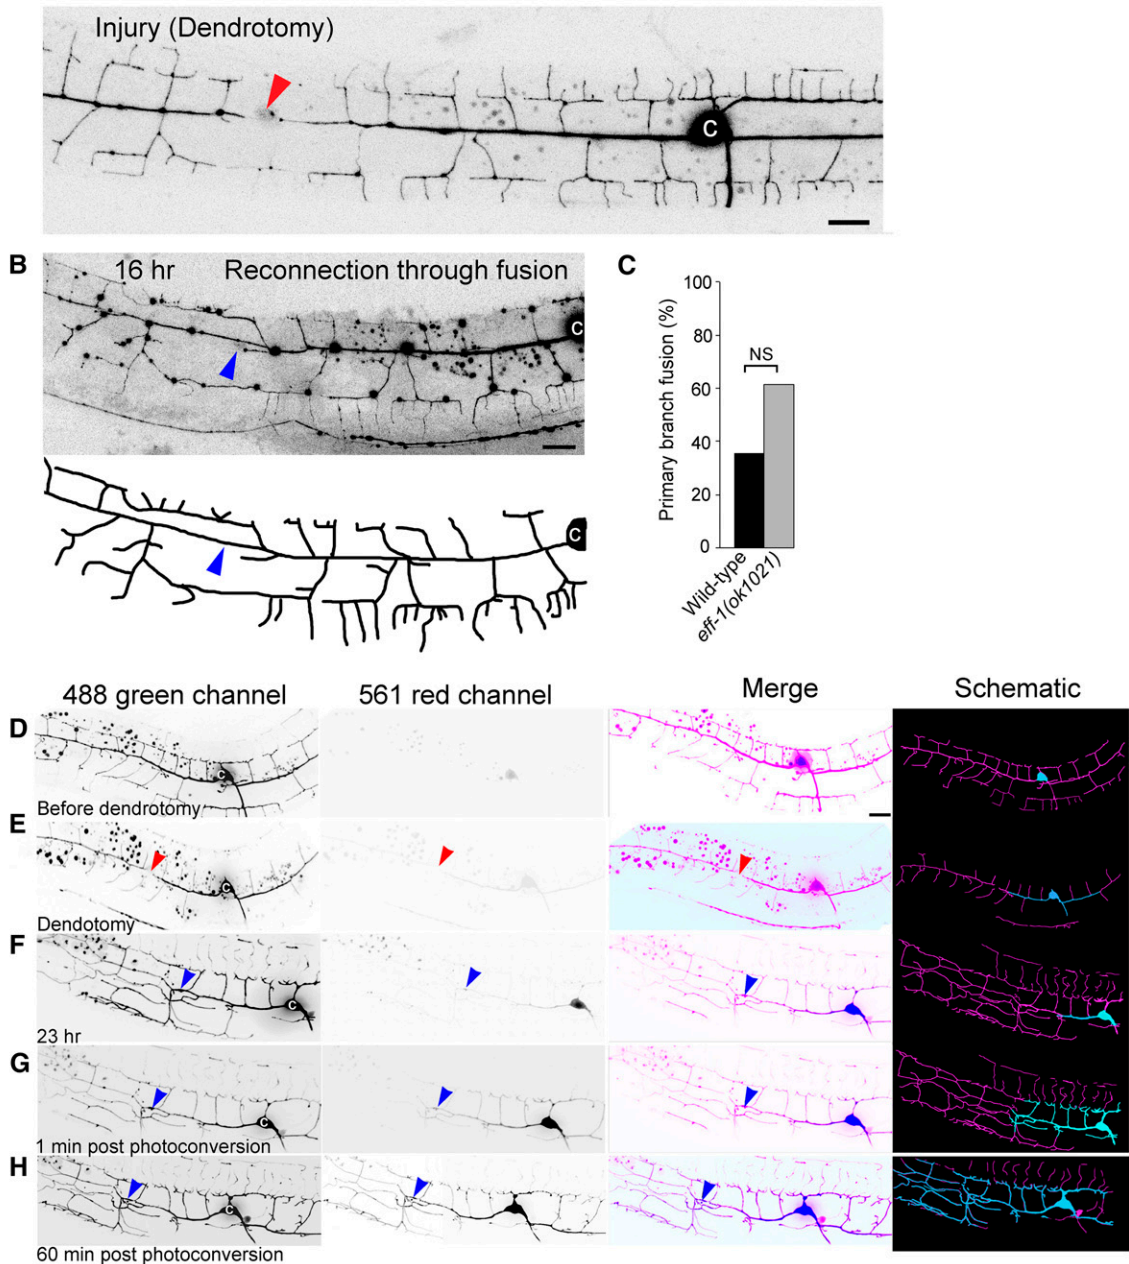 Injury (Dendrotomy)
C
B
16 hr
Reconnection through fusion
C
C
C
Primary branch fusion (%)
100
80
60
40
20
0
NS
Wild-type
eff-1(ok1021)
488 green channel
561 red channel
Merge
Schematic
D
C
Before dendrotomy
E
C
Dendotomy
F
C
23 hr
G
C
1 min post photoconversion
H
C
60 min post photoconversion